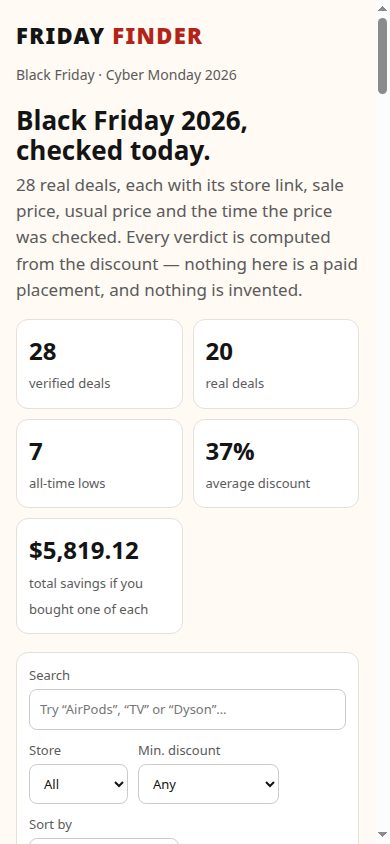 FRIDAY FINDER
Black Friday · Cyber Monday 2026
Black Friday 2026,
checked today.
28 real deals, each with its store link, sale
price, usual price and the time the price
was checked. Every verdict is computed
from the discount — nothing here is a paid
placement, and nothing is invented.
28
verified deals
20
real deals
7
all-time lows
37%
average discount
$5,819.12
total savings if you
bought one of each
Search
Try “AirPods”, “TV” or “Dyson”…
Store
Min. discount
All
Any
Sort by